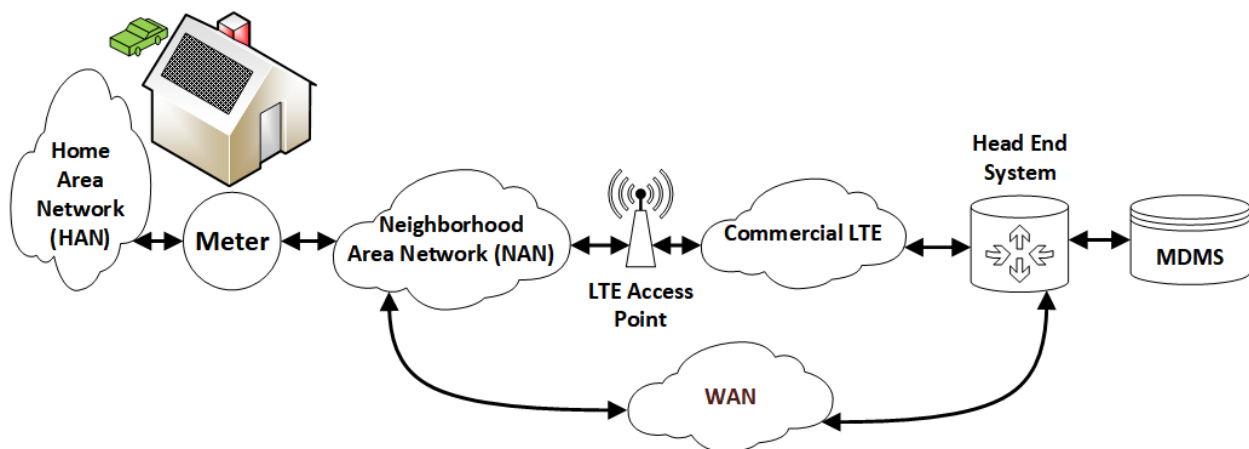 Home
Area
Network
(HAN)
Meter
Neighborhood
Area Network (NAN)
LTE Access
Point
Commercial LTE
Head End
System
MDMS
WAN